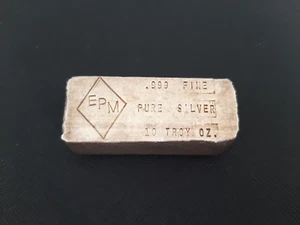 EPM
.999 FINE
PURE SILVER
10 TROY OZ.